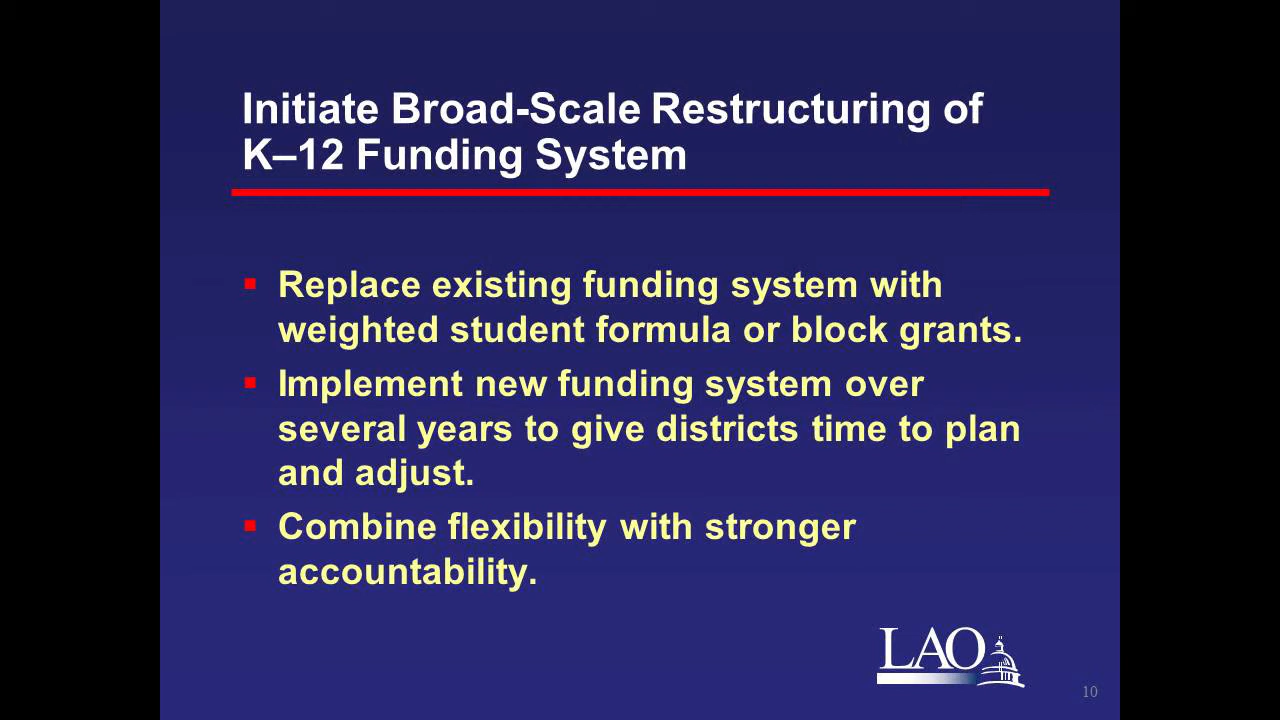 Initiate Broad-Scale Restructuring of
K–12 Funding System
▪ Replace existing funding system with
weighted student formula or block grants.
▪ Implement new funding system over
several years to give districts time to plan
and adjust.
▪ Combine flexibility with stronger
accountability.
LAO
10